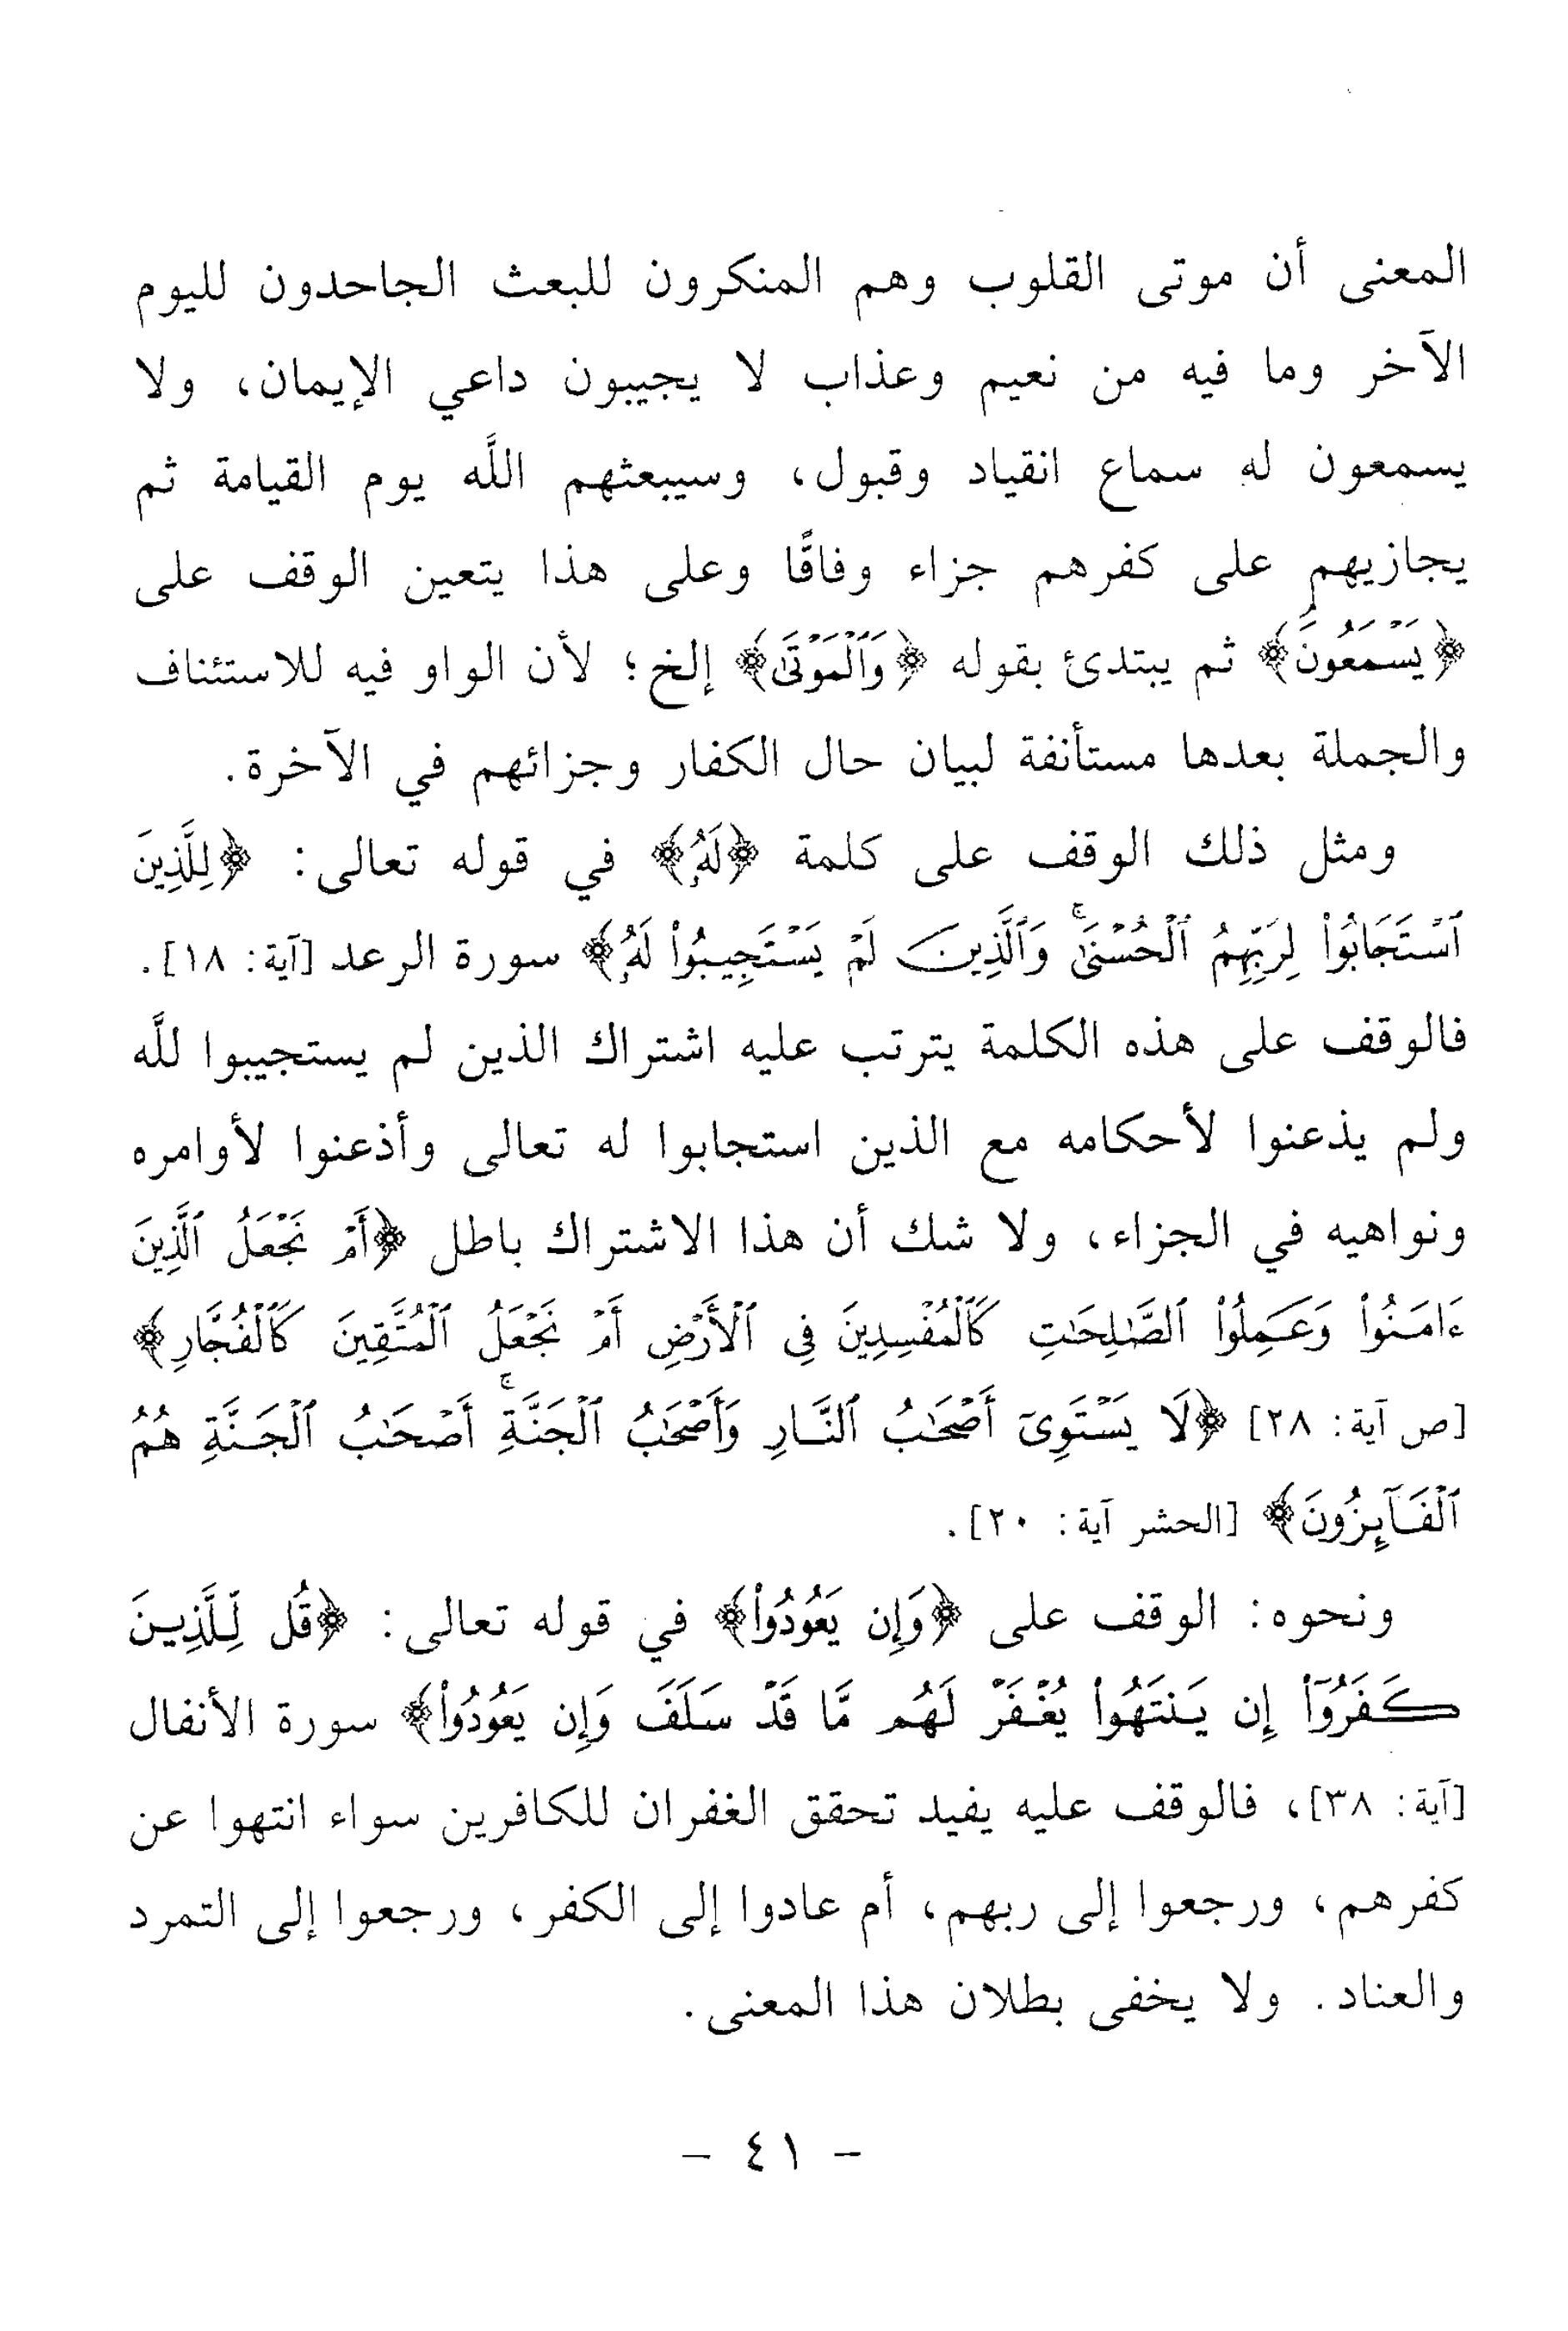 المعنى أن موتى القلوب وهم المنكرون للبعث الجاحدون لليوم
الآخر وما فيه من نعيم وعذاب لا يجيبون داعي الإيمان، ولا
يسمعون له سماع انقياد وقبول، وسيبعثهم اللَّه يوم القيامة ثم
يجازيهم على كفرهم جزاء وفاقًا وعلى هذا يتعين الوقف على
﴿يَسْمَعُونَۘ﴾ ثم يبتدئ بقوله ﴿وَٱلْمَوْتَىٰ﴾ إلخ؛ لأن الواو فيه للاستئناف
والجملة بعدها مستأنفة لبيان حال الكفار وجزائهم في الآخرة.
ومثل ذلك الوقف على كلمة ﴿لَهُۥ﴾ في قوله تعالى: ﴿لِلَّذِينَ
ٱسْتَجَابُوا۟ لِرَبِّهِمُ ٱلْحُسْنَىٰۚ وَٱلَّذِينَ لَمْ يَسْتَجِيبُوا۟ لَهُۥ﴾ سورة الرعد [آية: ١٨].
فالوقف على هذه الكلمة يترتب عليه اشتراك الذين لم يستجيبوا للَّه
ولم يذعنوا لأحكامه مع الذين استجابوا له تعالى وأذعنوا لأوامره
ونواهيه في الجزاء، ولا شك أن هذا الاشتراك باطل ﴿أَمْ نَجْعَلُ ٱلَّذِينَ
ءَامَنُوا۟ وَعَمِلُوا۟ ٱلصَّٰلِحَٰتِ كَٱلْمُفْسِدِينَ فِى ٱلْأَرْضِ أَمْ نَجْعَلُ ٱلْمُتَّقِينَ كَٱلْفُجَّارِ﴾
[ص آية: ٢٨] ﴿لَا يَسْتَوِىٓ أَصْحَٰبُ ٱلنَّارِ وَأَصْحَٰبُ ٱلْجَنَّةِۚ أَصْحَٰبُ ٱلْجَنَّةِ هُمُ
ٱلْفَآئِزُونَ﴾ [الحشر آية: ٢٠].
ونحوه: الوقف على ﴿وَإِن يَعُودُوا۟﴾ في قوله تعالى: ﴿قُل لِّلَّذِينَ
كَفَرُوٓا۟ إِن يَنتَهُوا۟ يُغْفَرْ لَهُم مَّا قَدْ سَلَفَ وَإِن يَعُودُوا۟﴾ سورة الأنفال
[آية: ٣٨]، فالوقف عليه يفيد تحقق الغفران للكافرين سواء انتهوا عن
كفرهم، ورجعوا إلى ربهم، أم عادوا إلى الكفر، ورجعوا إلى التمرد
والعناد. ولا يخفى بطلان هذا المعنى.
- ٤١ -